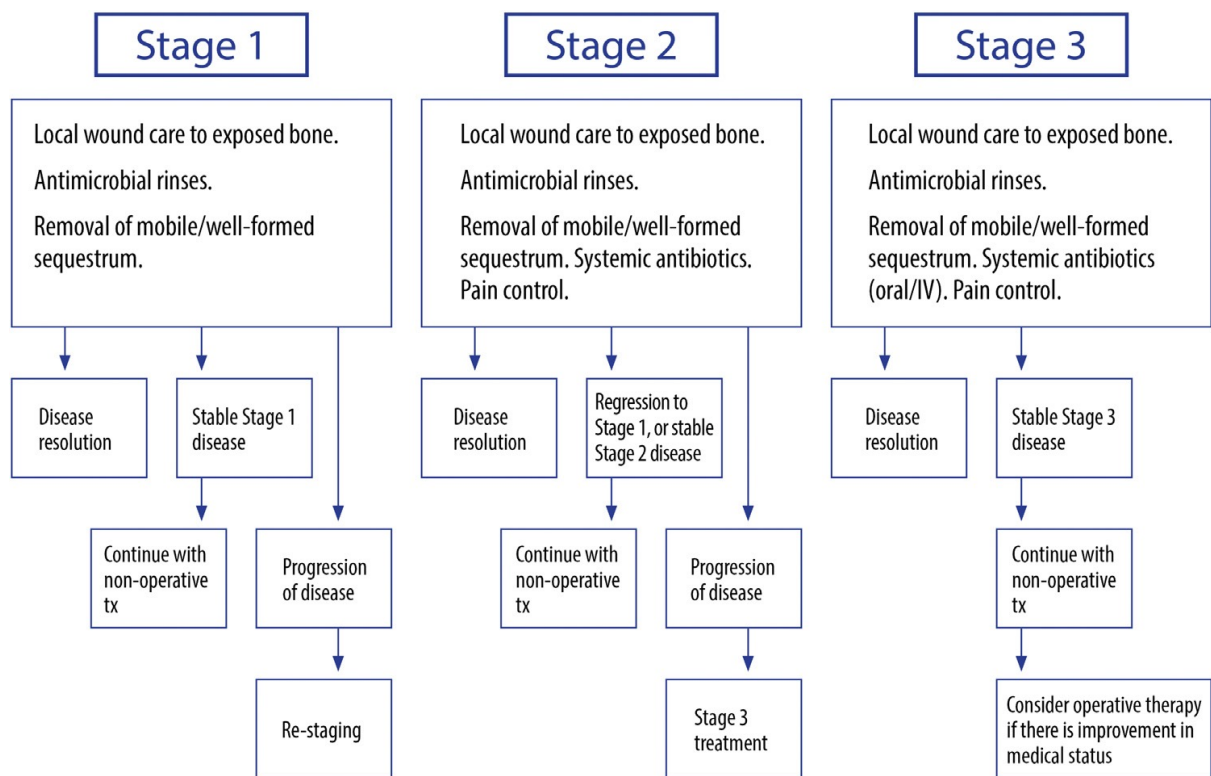 Stage 1
Local wound care to exposed bone.
Antimicrobial rinses.
Removal of mobile/well-formed
sequestrum.
Disease
resolution
Stable Stage 1
disease
Continue with
non-operative
tx
Progression
of disease
Re-staging
Stage 2
Local wound care to exposed bone.
Antimicrobial rinses.
Removal of mobile/well-formed
sequestrum. Systemic antibiotics.
Pain control.
Disease
resolution
Regression to
Stage 1, or stable
Stage 2 disease
Continue with
non-operative
tx
Progression
of disease
Stage 3
treatment
Stage 3
Local wound care to exposed bone.
Antimicrobial rinses.
Removal of mobile/well-formed
sequestrum. Systemic antibiotics
(oral/IV). Pain control.
Disease
resolution
Stable Stage 3
disease
Continue with
non-operative
tx
Consider operative therapy
if there is improvement in
medical status